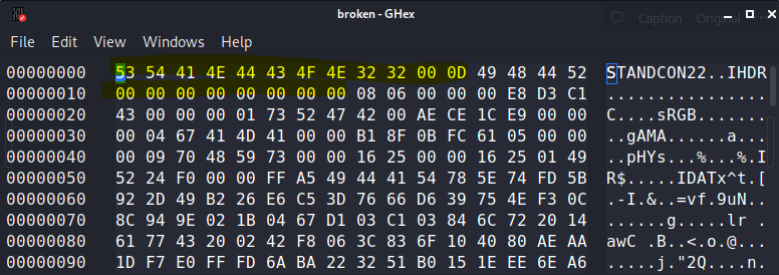 broken - GHex
Caption Original
File Edit View Windows Help
00000000 53 54 41 4E 44 43 4F 4E 32 32 00 0D 49 48 44 52 STANDCON22..IHDR
00000010 00 00 00 00 00 00 00 00 08 06 00 00 00 E8 D3 C1 ................
00000020 43 00 00 00 01 73 52 47 42 00 AE CE 1C E9 00 00 C....sRGB.......
00000030 00 04 67 41 4D 41 00 00 B1 8F 0B FC 61 05 00 00 ..gAMA......a...
00000040 00 09 70 48 59 73 00 00 16 25 00 00 16 25 01 49 ..pHYs...%...%.I
00000050 52 24 F0 00 00 FF A5 49 44 41 54 78 5E 74 FD 5B R$.....IDATx^t.[
00000060 92 2D 49 B2 26 E6 C5 3D 76 66 D6 39 75 4E F3 0C .-I.&..=vf.9uN..
00000070 8C 94 9E 02 1B 04 67 D1 03 C1 03 84 6C 72 20 14 ......g.....lr .
00000080 61 77 43 20 02 42 F8 06 3C 83 6F 10 40 80 AE AA awC .B..<.o.@...
00000090 1D F7 E0 FF FD 6A BA 22 32 51 B0 15 1E EE 6E A6 .....j."2Q....n.